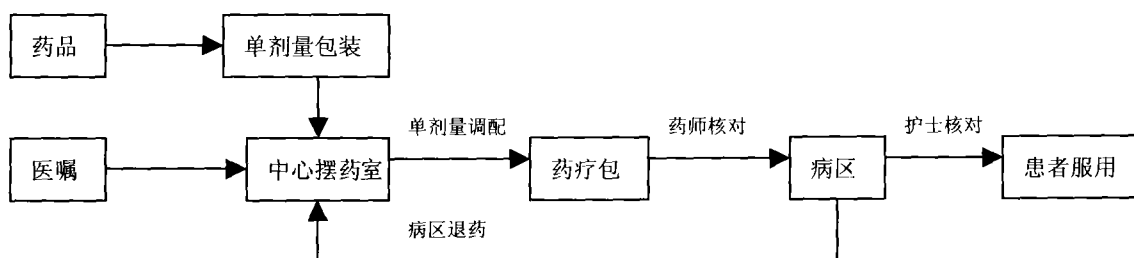 药品
单剂量包装
单剂量调配
药师核对
护士核对
医嘱
中心摆药室
药疗包
病区
患者服用
病区退药